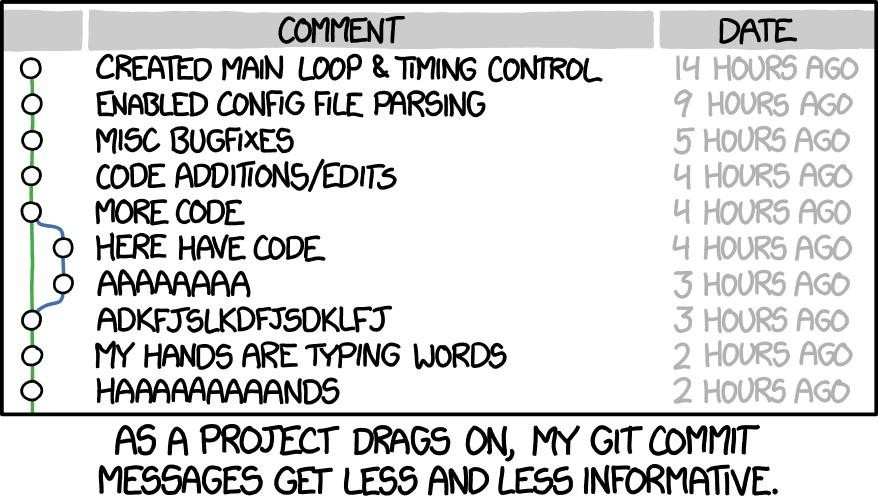 COMMENT DATE
CREATED MAIN LOOP & TIMING CONTROL 14 HOURS AGO
ENABLED CONFIG FILE PARSING 9 HOURS AGO
MISC BUGFIXES 5 HOURS AGO
CODE ADDITIONS/EDITS 4 HOURS AGO
MORE CODE 4 HOURS AGO
HERE HAVE CODE 4 HOURS AGO
AAAAAAAA 3 HOURS AGO
ADKFJSLKDFJSDKLFJ 3 HOURS AGO
MY HANDS ARE TYPING WORDS 2 HOURS AGO
HAAAAAAAAANDS 2 HOURS AGO
AS A PROJECT DRAGS ON, MY GIT COMMIT
MESSAGES GET LESS AND LESS INFORMATIVE.